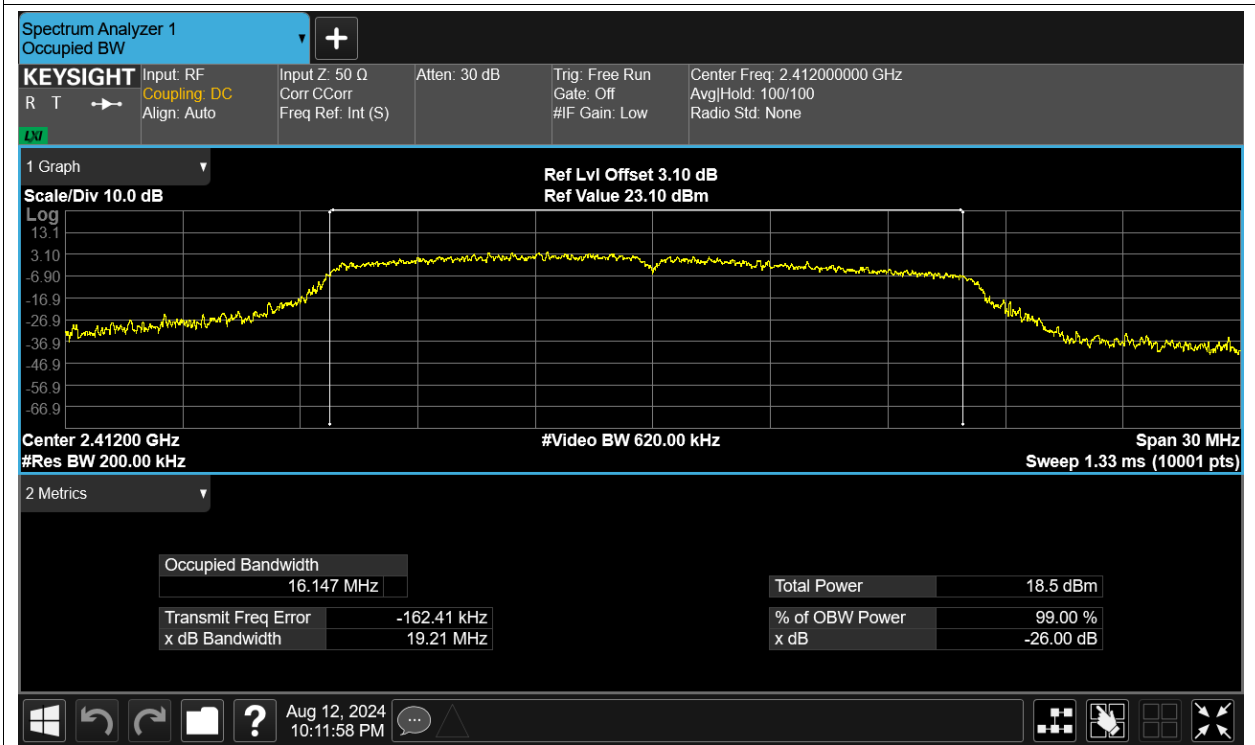 Spectrum Analyzer 1
Occupied BW
KEYSIGHT
R T
LXI
Input: RF
Coupling: DC
Align: Auto
Input Z: 50 Ω
Corr CCorr
Freq Ref: Int (S)
Atten: 30 dB
Trig: Free Run
Gate: Off
#IF Gain: Low
Center Freq: 2.412000000 GHz
Avg|Hold: 100/100
Radio Std: None
1 Graph
Scale/Div 10.0 dB
Ref Lvl Offset 3.10 dB
Ref Value 23.10 dBm
Log
13.1
3.10
-6.90
-16.9
-26.9
-36.9
-46.9
-56.9
-66.9
Center 2.41200 GHz
#Res BW 200.00 kHz
#Video BW 620.00 kHz
Span 30 MHz
Sweep 1.33 ms (10001 pts)
2 Metrics
Occupied Bandwidth
16.147 MHz
Transmit Freq Error -162.41 kHz
x dB Bandwidth 19.21 MHz
Total Power 18.5 dBm
% of OBW Power 99.00 %
x dB -26.00 dB
?
Aug 12, 2024
10:11:58 PM